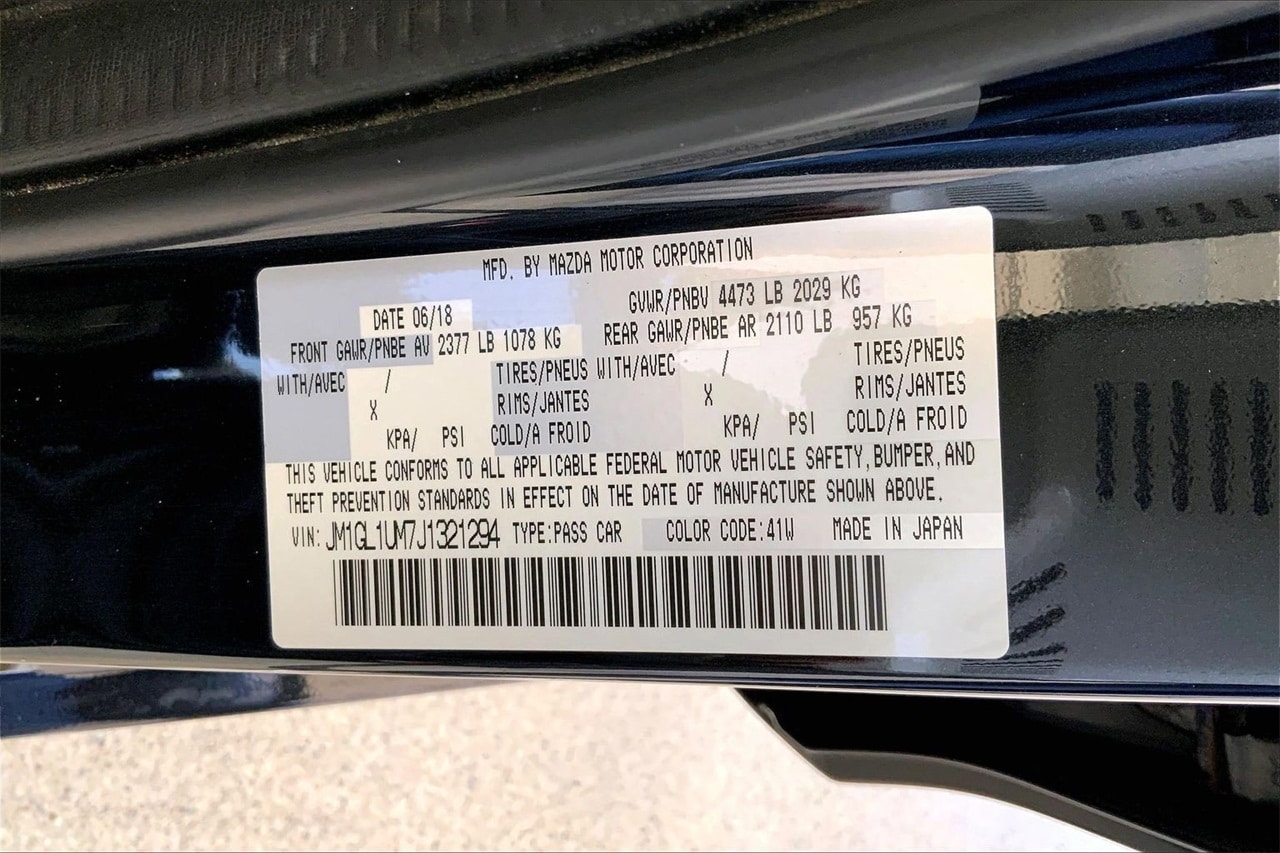 MFD. BY MAZDA MOTOR CORPORATION
DATE 06/18 GVWR/PNBV 4473 LB 2029 KG
FRONT GAWR/PNBE AV 2377 LB 1078 KG REAR GAWR/PNBE AR 2110 LB 957 KG
WITH/AVEC / TIRES/PNEUS WITH/AVEC / TIRES/PNEUS
X RIMS/JANTES X RIMS/JANTES
KPA/ PSI COLD/A FROID KPA/ PSI COLD/A FROID
THIS VEHICLE CONFORMS TO ALL APPLICABLE FEDERAL MOTOR VEHICLE SAFETY, BUMPER, AND
THEFT PREVENTION STANDARDS IN EFFECT ON THE DATE OF MANUFACTURE SHOWN ABOVE.
VIN: JM1GL1UM7J1321294 TYPE:PASS CAR COLOR CODE:41W MADE IN JAPAN